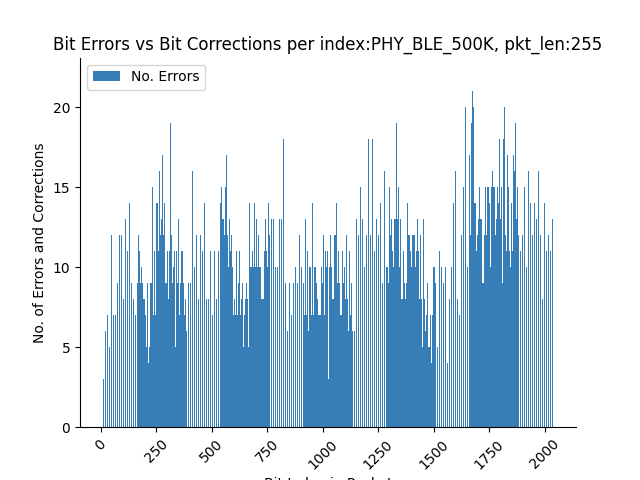 Bit Errors vs Bit Corrections per index:PHY_BLE_500K, pkt_len:255
No. Errors
No. of Errors and Corrections
20
15
10
5
0
0 250 500 750 1000 1250 1500 1750 2000